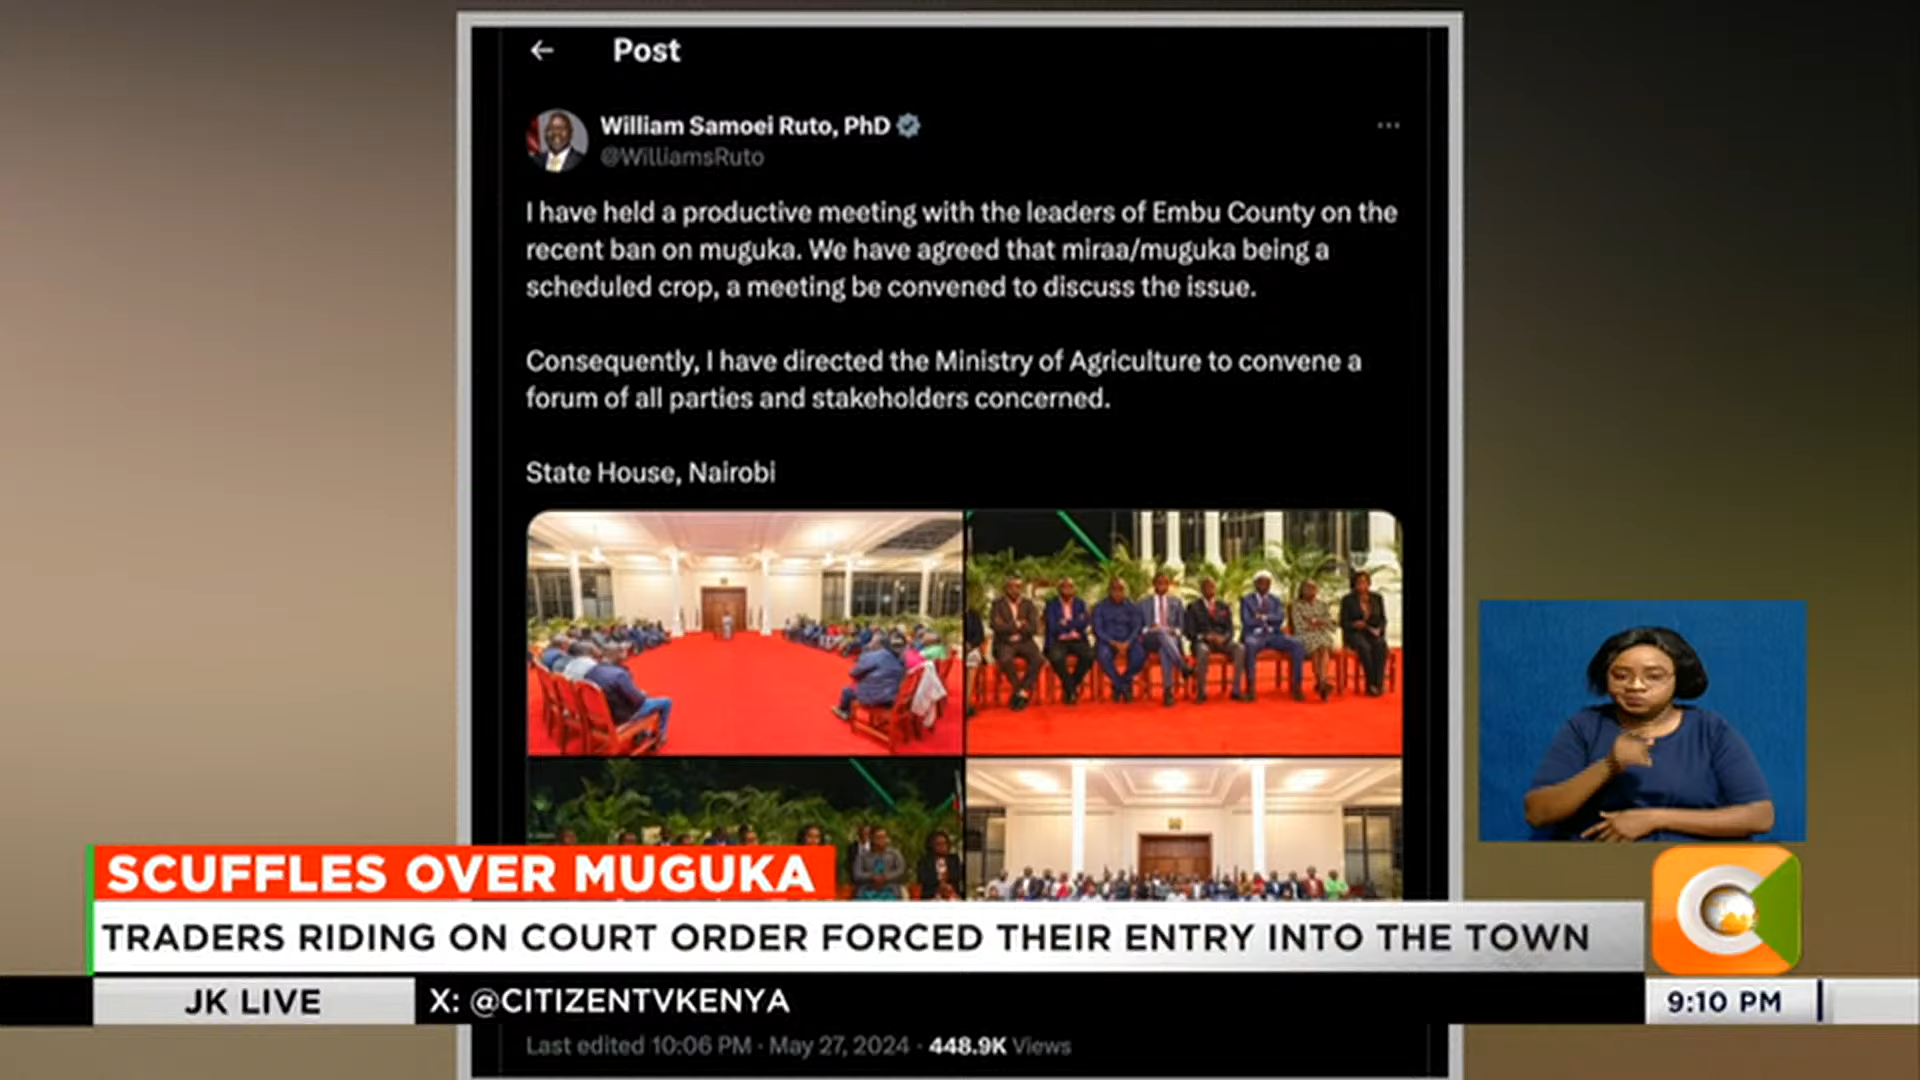 Post
William Samoei Ruto, PhD
@WilliamsRuto
I have held a productive meeting with the leaders of Embu County on the
recent ban on muguka. We have agreed that miraa/muguka being a
scheduled crop, a meeting be convened to discuss the issue.
Consequently, I have directed the Ministry of Agriculture to convene a
forum of all parties and stakeholders concerned.
State House, Nairobi
SCUFFLES OVER MUGUKA
TRADERS RIDING ON COURT ORDER FORCED THEIR ENTRY INTO THE TOWN
JK LIVE
X: @CITIZENTVKENYA
9:10 PM
Last edited 10:06 PM · May 27, 2024 · 448.9K Views